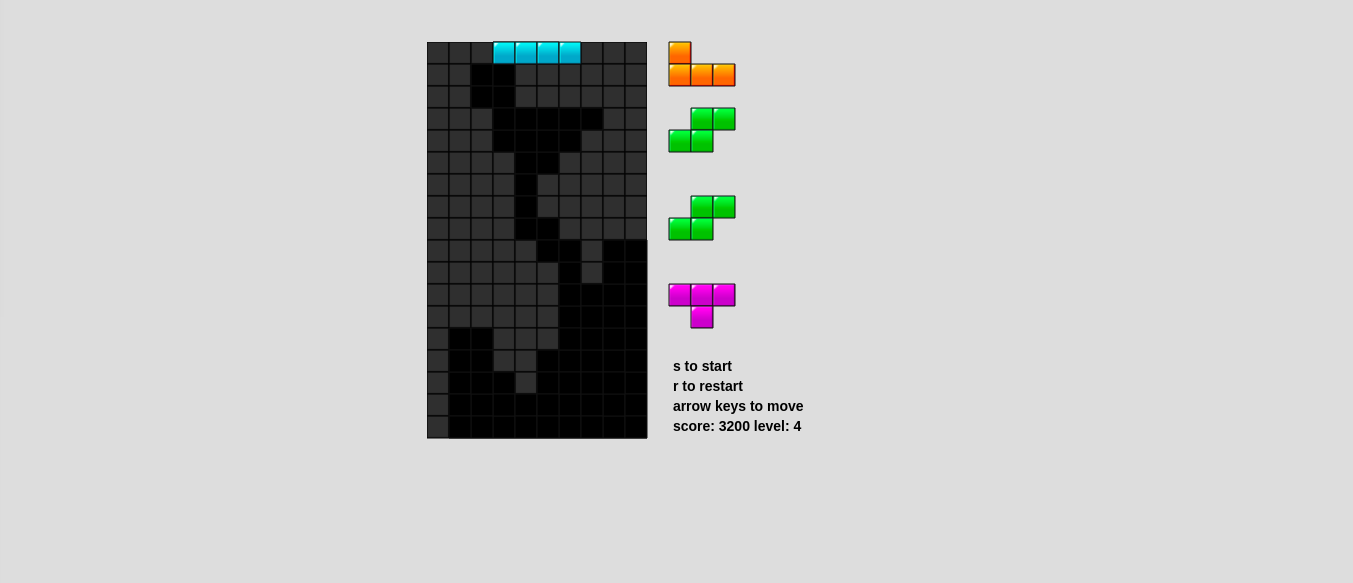 s to start
r to restart
arrow keys to move
score: 3200 level: 4